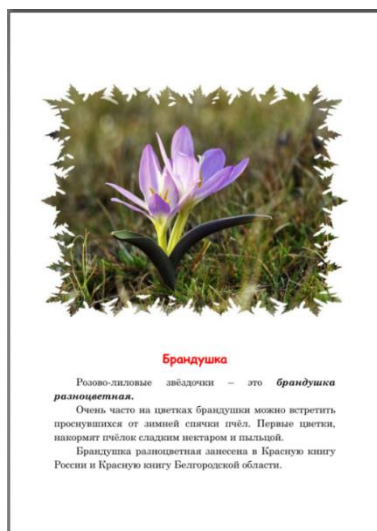 Брандушка
Розово-лиловые звёздочки – это брандушка
разноцветная.
Очень часто на цветках брандушки можно встретить
проснувшихся от зимней спячки пчёл. Первые цветки,
накормят пчёлок сладким нектаром и пыльцой.
Брандушка разноцветная занесена в Красную книгу
России и Красную книгу Белгородской области.